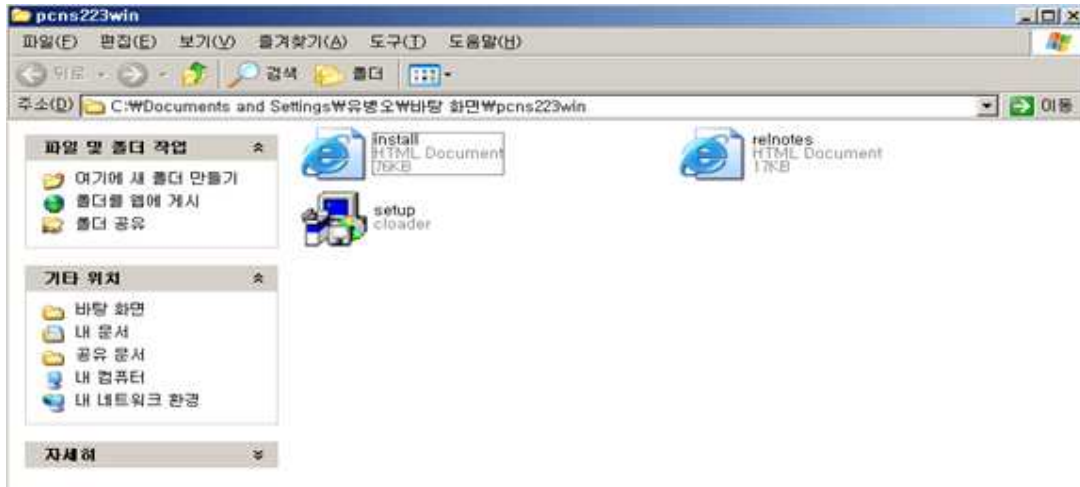 pcns223win
파일(F) 편집(E) 보기(V) 즐겨찾기(A) 도구(T) 도움말(H)
뒤로 검색 폴더
주소(D) C:₩Documents and Settings₩유병오₩바탕 화면₩pcns223win 이동
파일 및 폴더 작업
여기에 새 폴더 만들기
폴더를 웹에 게시
폴더 공유
기타 위치
바탕 화면
내 문서
공유 문서
내 컴퓨터
내 네트워크 환경
자세히
install
HTML Document
76KB
relnotes
HTML Document
17KB
setup
cloader